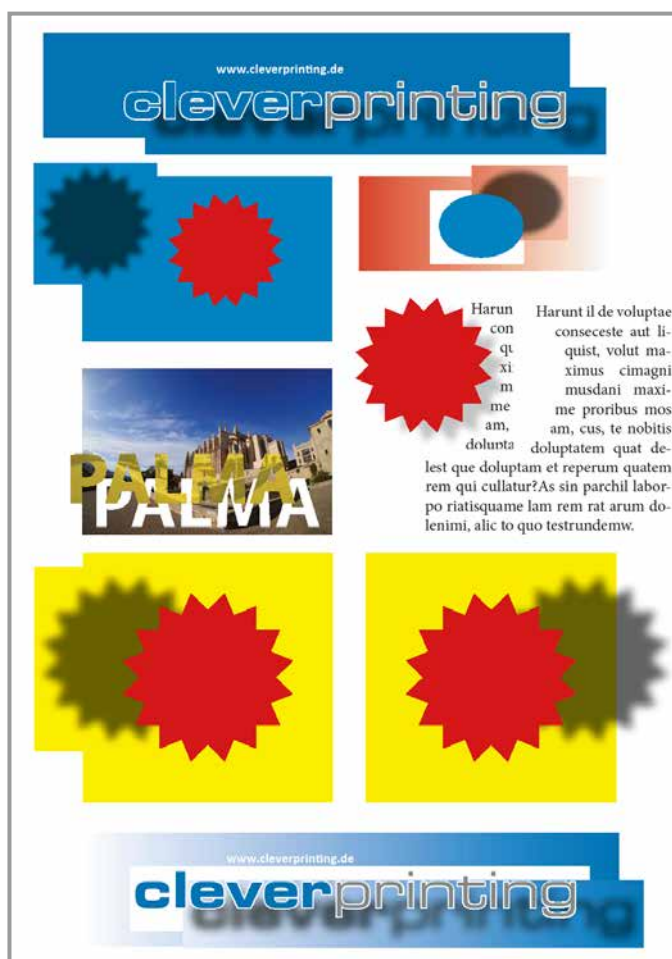 www.cleverprinting.de
cleverprinting
Harun
con
qu
xi
m
me
am,
dolupta
Harunt il de voluptae
conseceste aut li-
quist, volut ma-
ximus cimagni
musdani maxi-
me proribus mos
am, cus, te nobitis
doluptatem quat de-
lest que doluptam et reperum quatem
rem qui cullatur?As sin parchil labor-
po riatisquame lam rem rat arum do-
lenimi, alic to quo testrundemw.
PALMA
PALMA
www.cleverprinting.de
cleverprinting